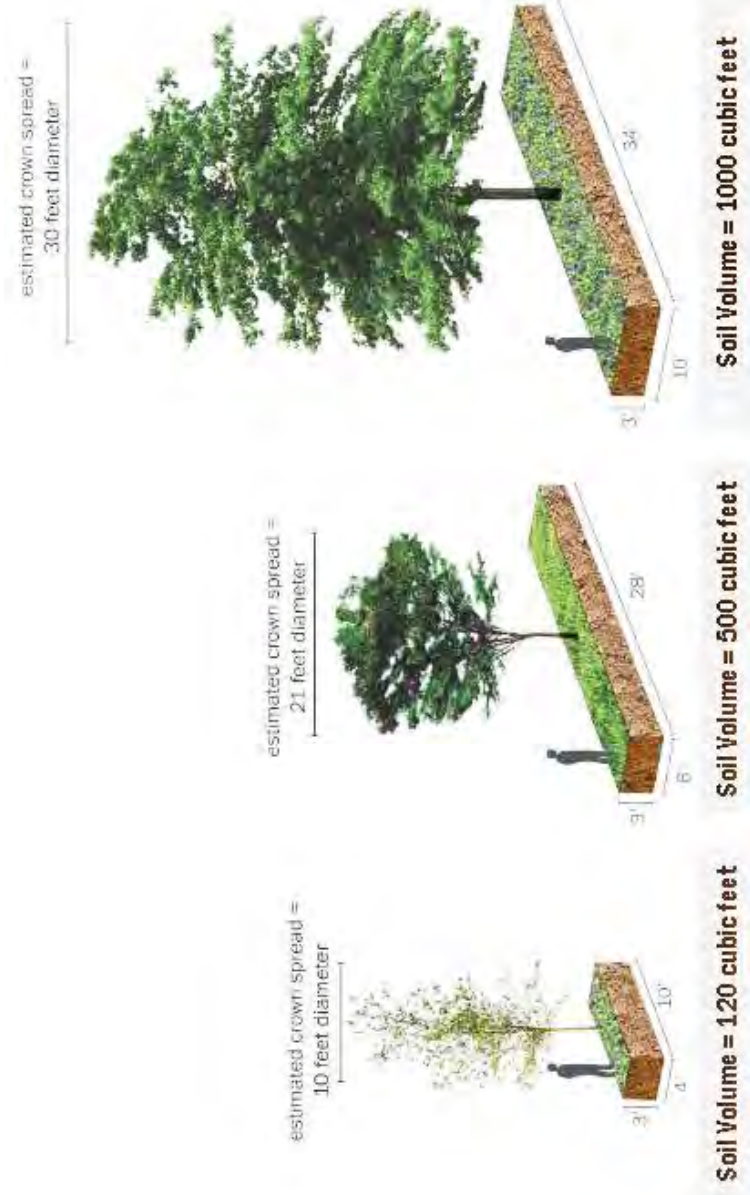 estimated crown spread =
10 feet diameter
3'
4
10'
Soil Volume = 120 cubic feet
estimated crown spread =
21 feet diameter
3'
6
28'
Soil Volume = 500 cubic feet
estimated crown spread =
30 feet diameter
3'
10
34'
Soil Volume = 1000 cubic feet